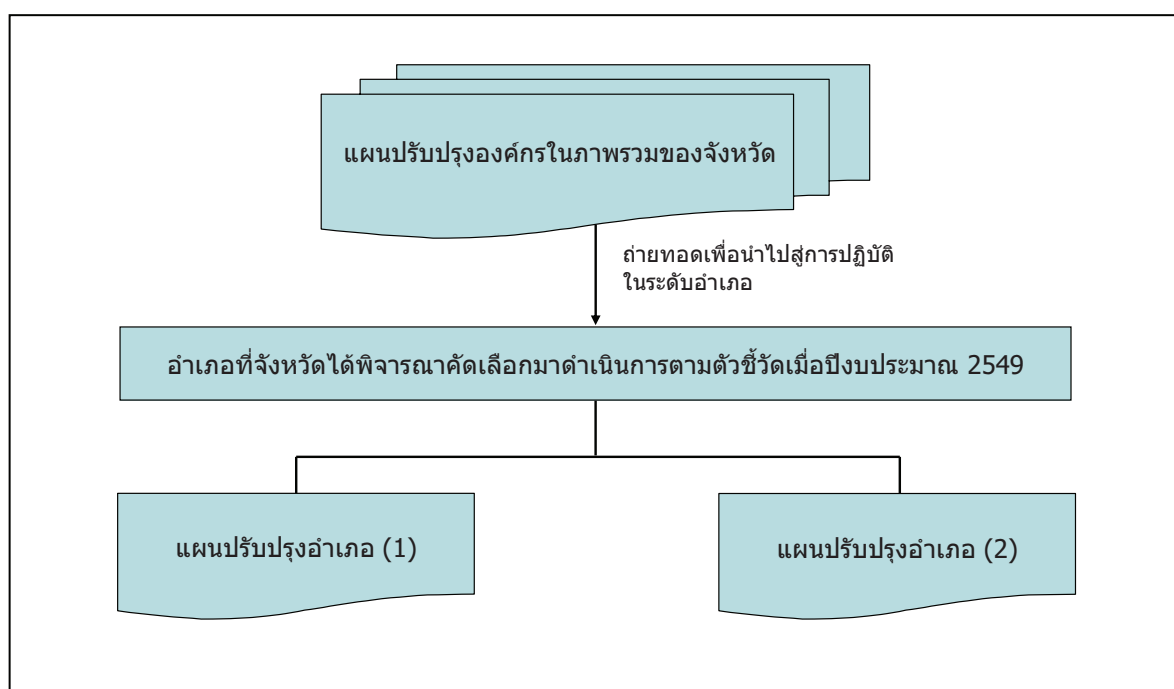 แผนปรับปรุงองค์กรในภาพรวมของจังหวัด
ถ่ายทอดเพื่อนำไปสู่การปฏิบัติ
ในระดับอำเภอ
อำเภอที่จังหวัดได้พิจารณาคัดเลือกมาดำเนินการตามตัวชี้วัดเมื่อปีงบประมาณ 2549
แผนปรับปรุงอำเภอ (1)
แผนปรับปรุงอำเภอ (2)